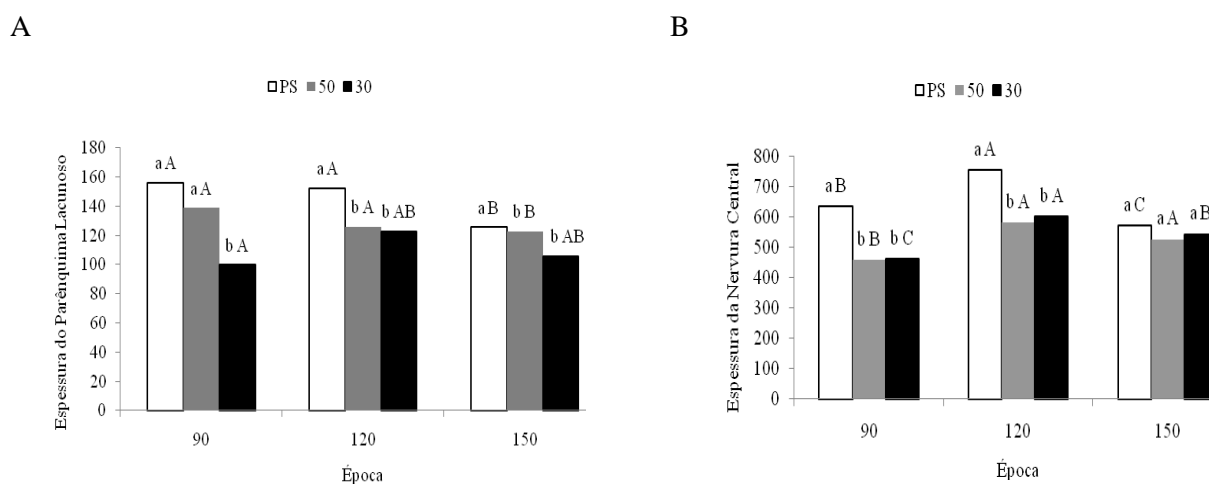 A
PS 50 30
Espessura do Parênquima Lacunoso
180
160
140
120
100
80
60
40
20
0
a A
a A
b A
a A
b A
b AB
a B
b B
b AB
90 120 150
Época
B
PS 50 30
Espessura da Nervura Central
800
700
600
500
400
300
200
100
0
a B
b B
b C
a A
b A
b A
a C
a A
a B
90 120 150
Época